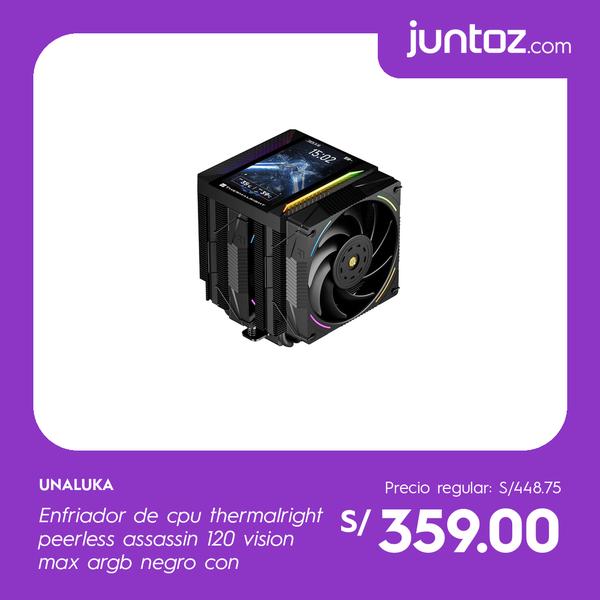 juntoz.com
15:02
THERMALRIGHT
UNALUKA
Enfriador de cpu thermalright
peerless assassin 120 vision
max argb negro con
Precio regular: S/448.75
S/ 359.00